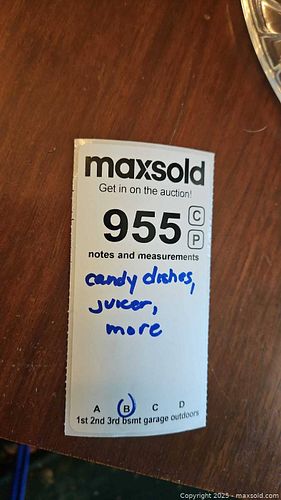 maxsold
Get in on the auction!
955 C
P
notes and measurements
candy dishes,
juicer,
more
A B C D
1st 2nd 3rd bsmt garage outdoors
Copyright 2025 - maxsold.com